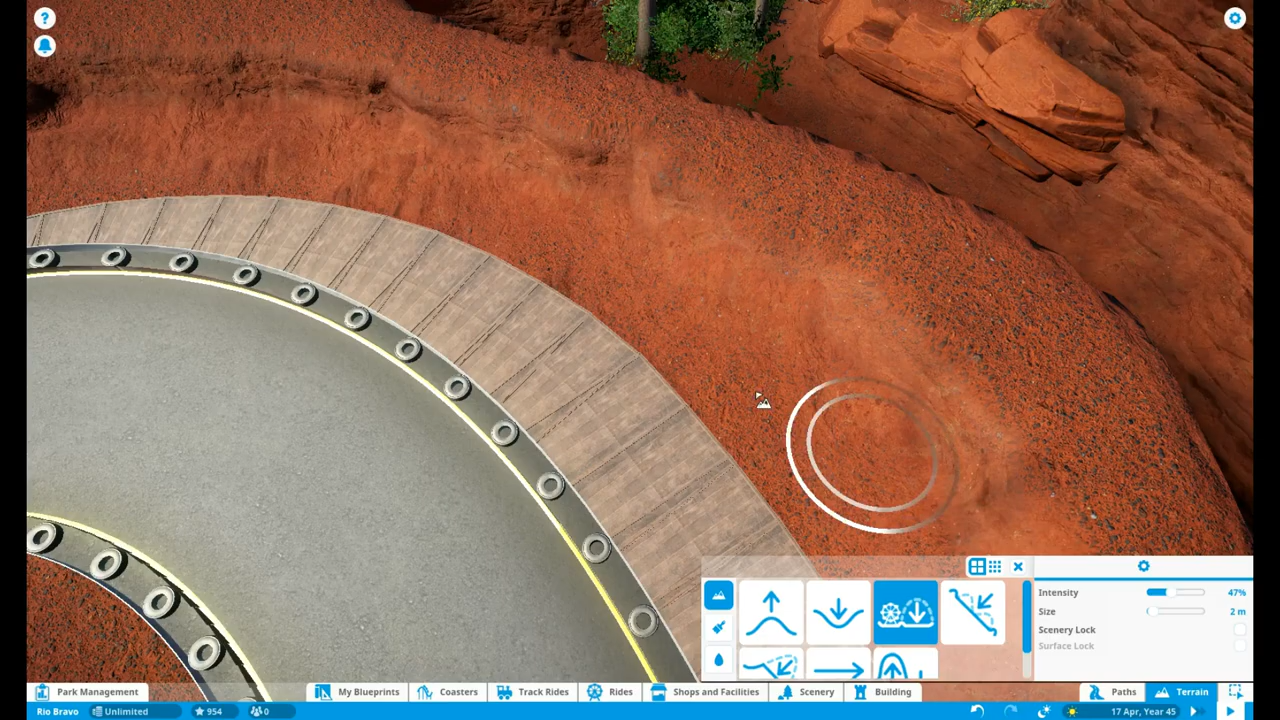 ?
Intensity 47%
Size 2 m
Scenery Lock
Surface Lock
Park Management
My Blueprints
Coasters
Track Rides
Rides
Shops and Facilities
Scenery
Building
Paths
Terrain
Río Bravo
Unlimited
954
0
17 Apr, Year 45